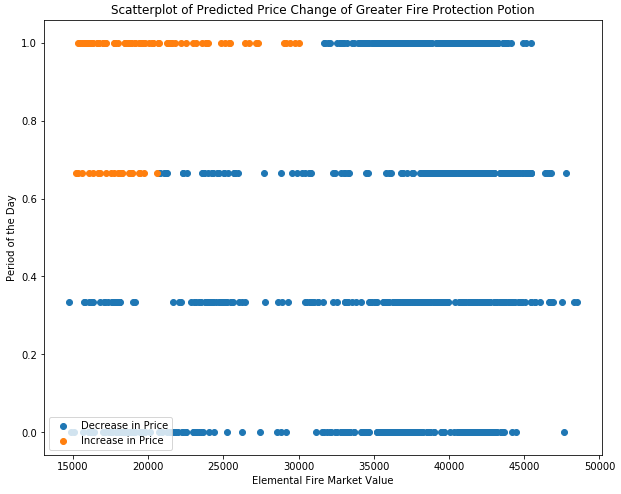 Scatterplot of Predicted Price Change of Greater Fire Protection Potion
1.0
0.8
0.6
0.4
0.2
0.0
Period of the Day
Decrease in Price
Increase in Price
15000 20000 25000 30000 35000 40000 45000 50000
Elemental Fire Market Value